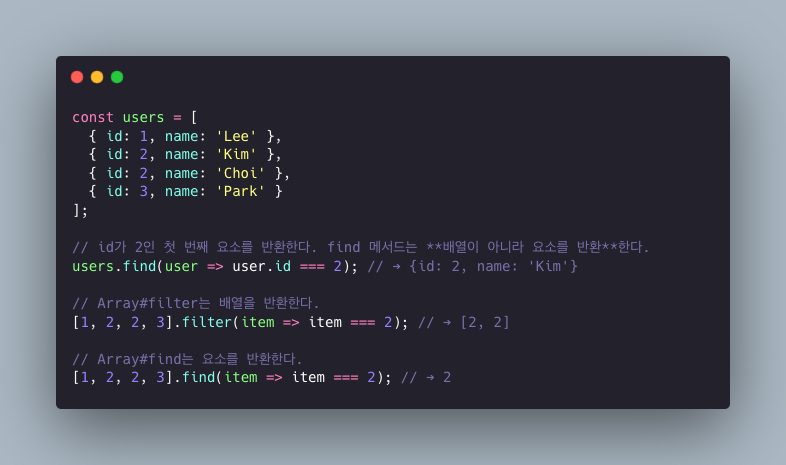 const users = [
  { id: 1, name: 'Lee' },
  { id: 2, name: 'Kim' },
  { id: 2, name: 'Choi' },
  { id: 3, name: 'Park' }
];
// id가 2인 첫 번째 요소를 반환한다. find 메서드는 **배열이 아니라 요소를 반환**한다.
users.find(user => user.id === 2); // → {id: 2, name: 'Kim'}
// Array#filter는 배열을 반환한다.
[1, 2, 2, 3].filter(item => item === 2); // → [2, 2]
// Array#find는 요소를 반환한다.
[1, 2, 2, 3].find(item => item === 2); // → 2